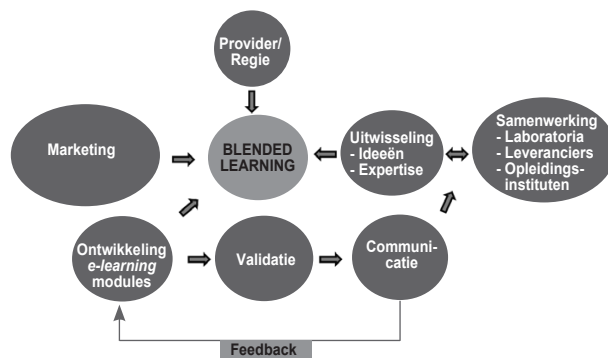 Provider/
Regie
Marketing
BLENDED
LEARNING
Uitwisseling
- Ideeën
- Expertise
Samenwerking
- Laboratoria
- Leveranciers
- Opleidings-
instituten
Ontwikkeling
e-learning
modules
Validatie
Communi-
catie
Feedback